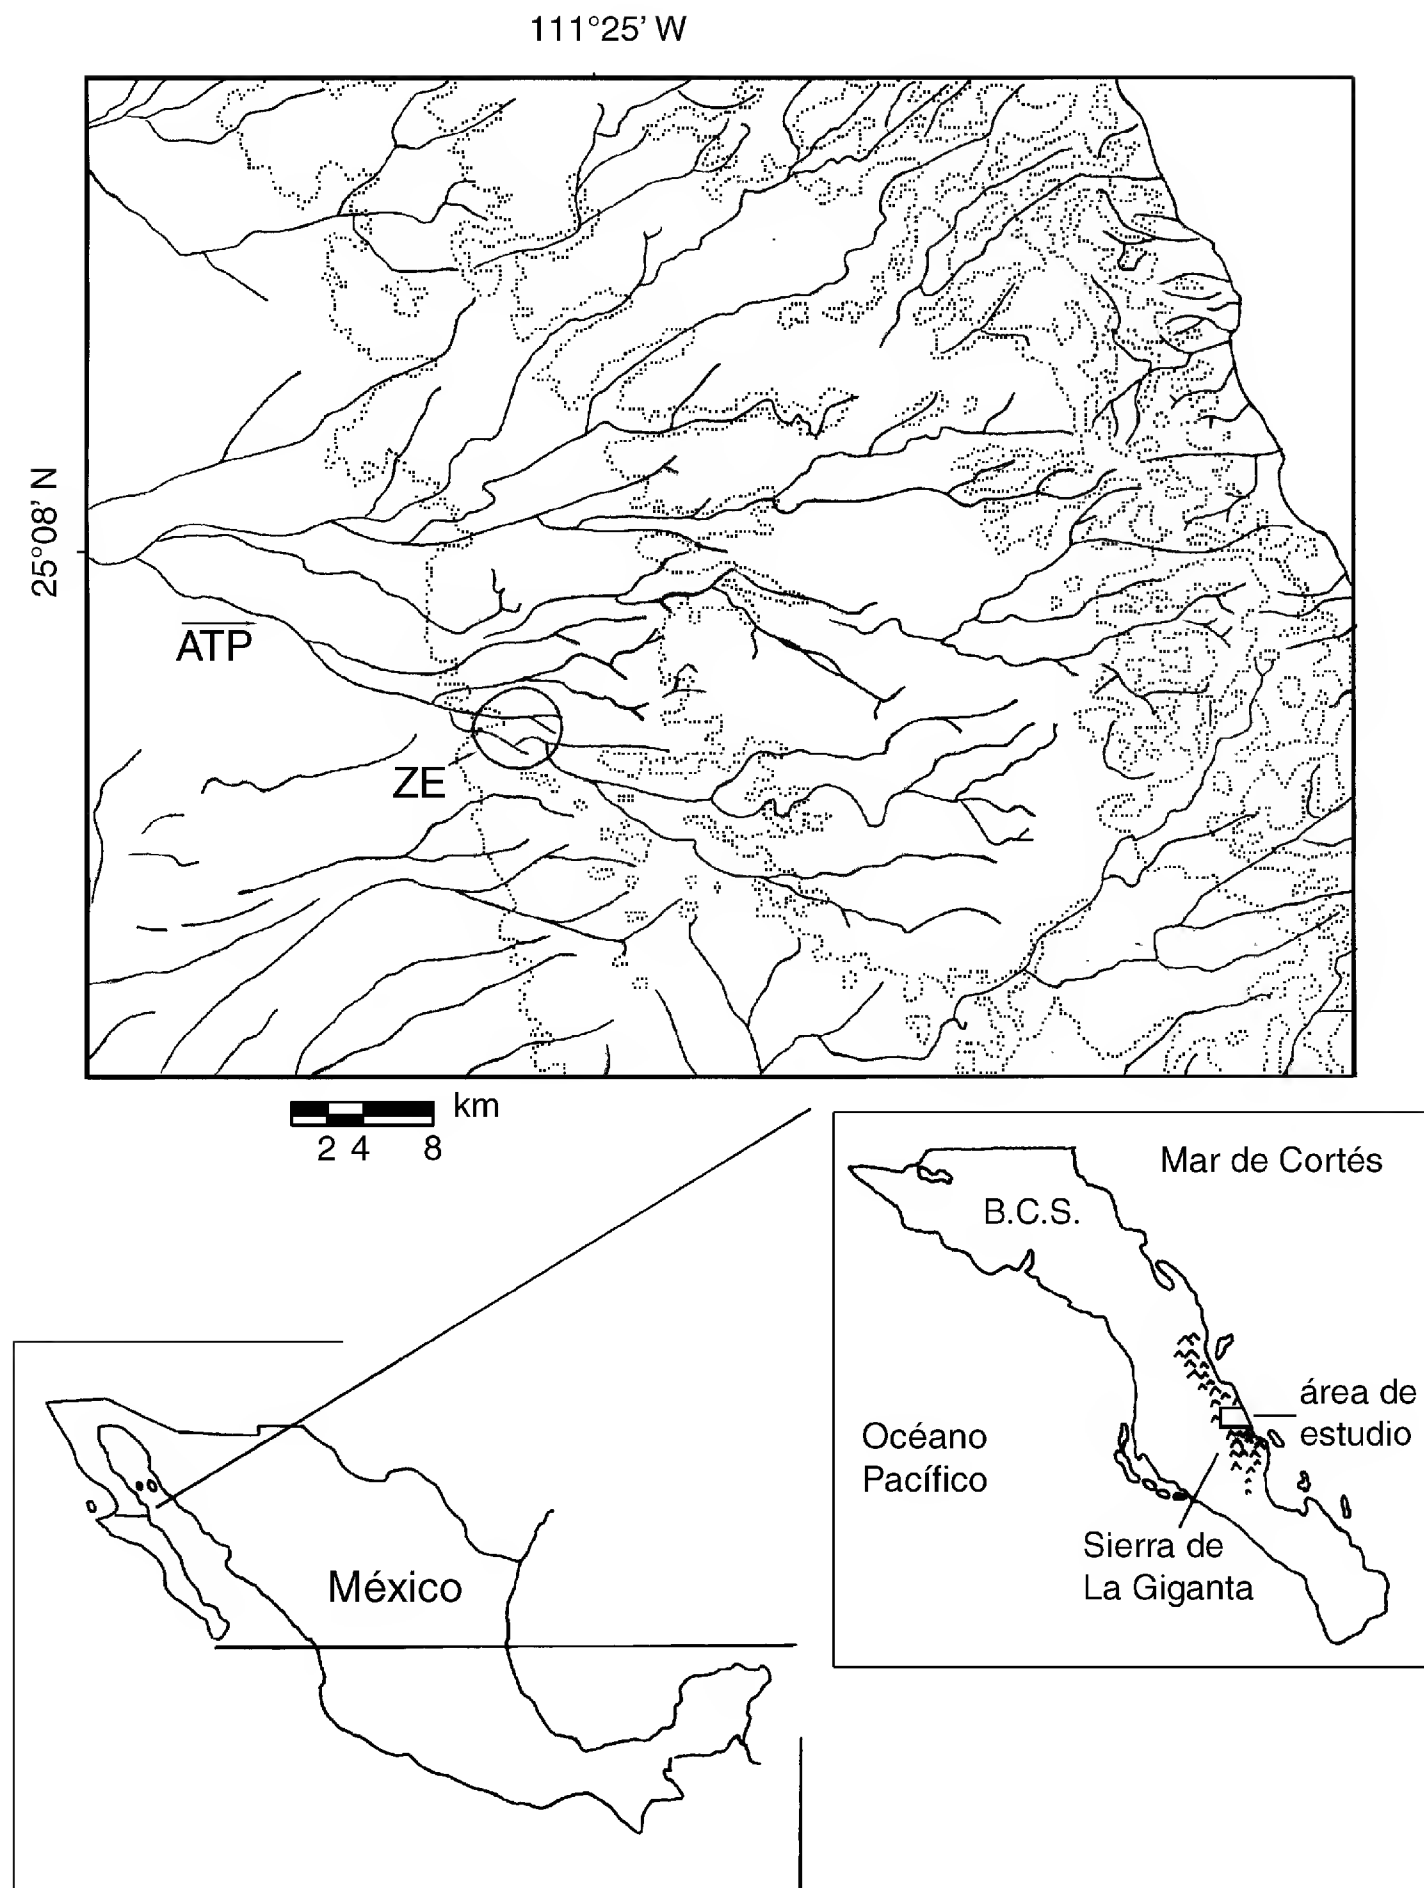 111°25' W
25°08' N
ATP
ZE
km
2 4 8
Mar de Cortés
B.C.S.
área de
estudio
Océano
Pacífico
Sierra de
La Giganta
México